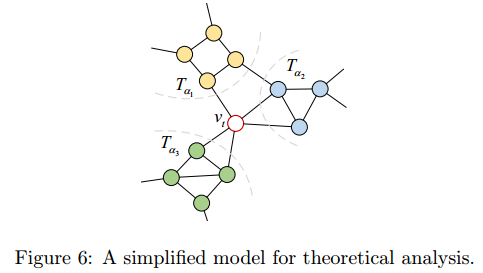 T_{α_1}
T_{α_2}
v_t
T_{α_3}
Figure 6: A simplified model for theoretical analysis.